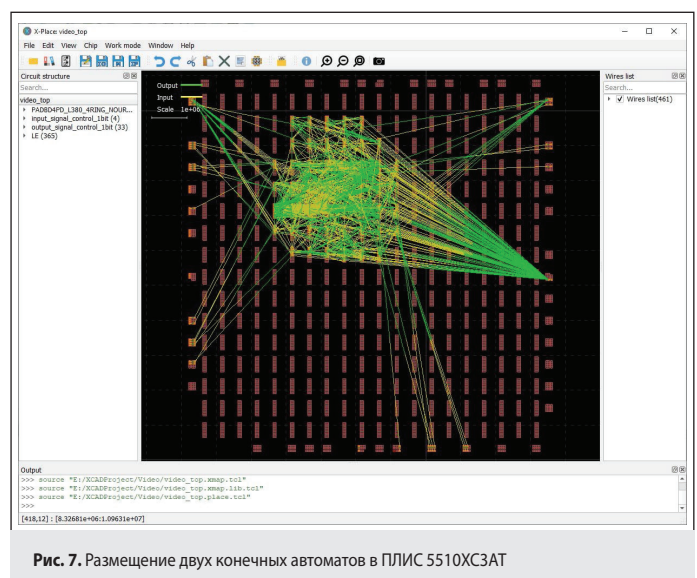 X-Place: video_top
File Edit View Chip Work mode Window Help
Circuit structure
Search...
video_top
PADBD4PD_L380_4RING_NOUR...
input_signal_control_1bit (4)
output_signal_control_1bit (33)
LE (365)
Output
Input
Scale 1e+06
Wires list
Search...
Wires list(461)
Output
>>> source "E:/XCADProject/Video/video_top.xmap.tcl"
>>> source "E:/XCADProject/Video/video_top.xmap.lib.tcl"
>>> source "E:/XCADProject/Video/video_top.place.tcl"
>>>
[418,12] : [8.32681e+06:1.09631e+07]
Рис. 7. Размещение двух конечных автоматов в ПЛИС 5510ХС3АТ